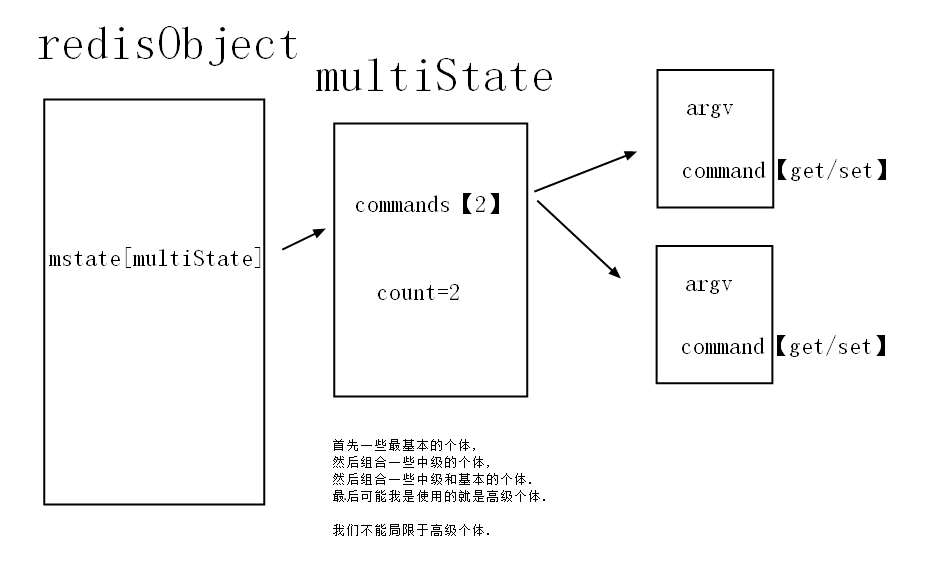 redisObject
multiState
mstate[multiState]
commands【2】
count=2
argv
command【get/set】
argv
command【get/set】
首先一些最基本的个体，
然后组合一些中级的个体，
然后组合一些中级和基本的个体．
最后可能我是使用的就是高级个体．
我们不能局限于高级个体．